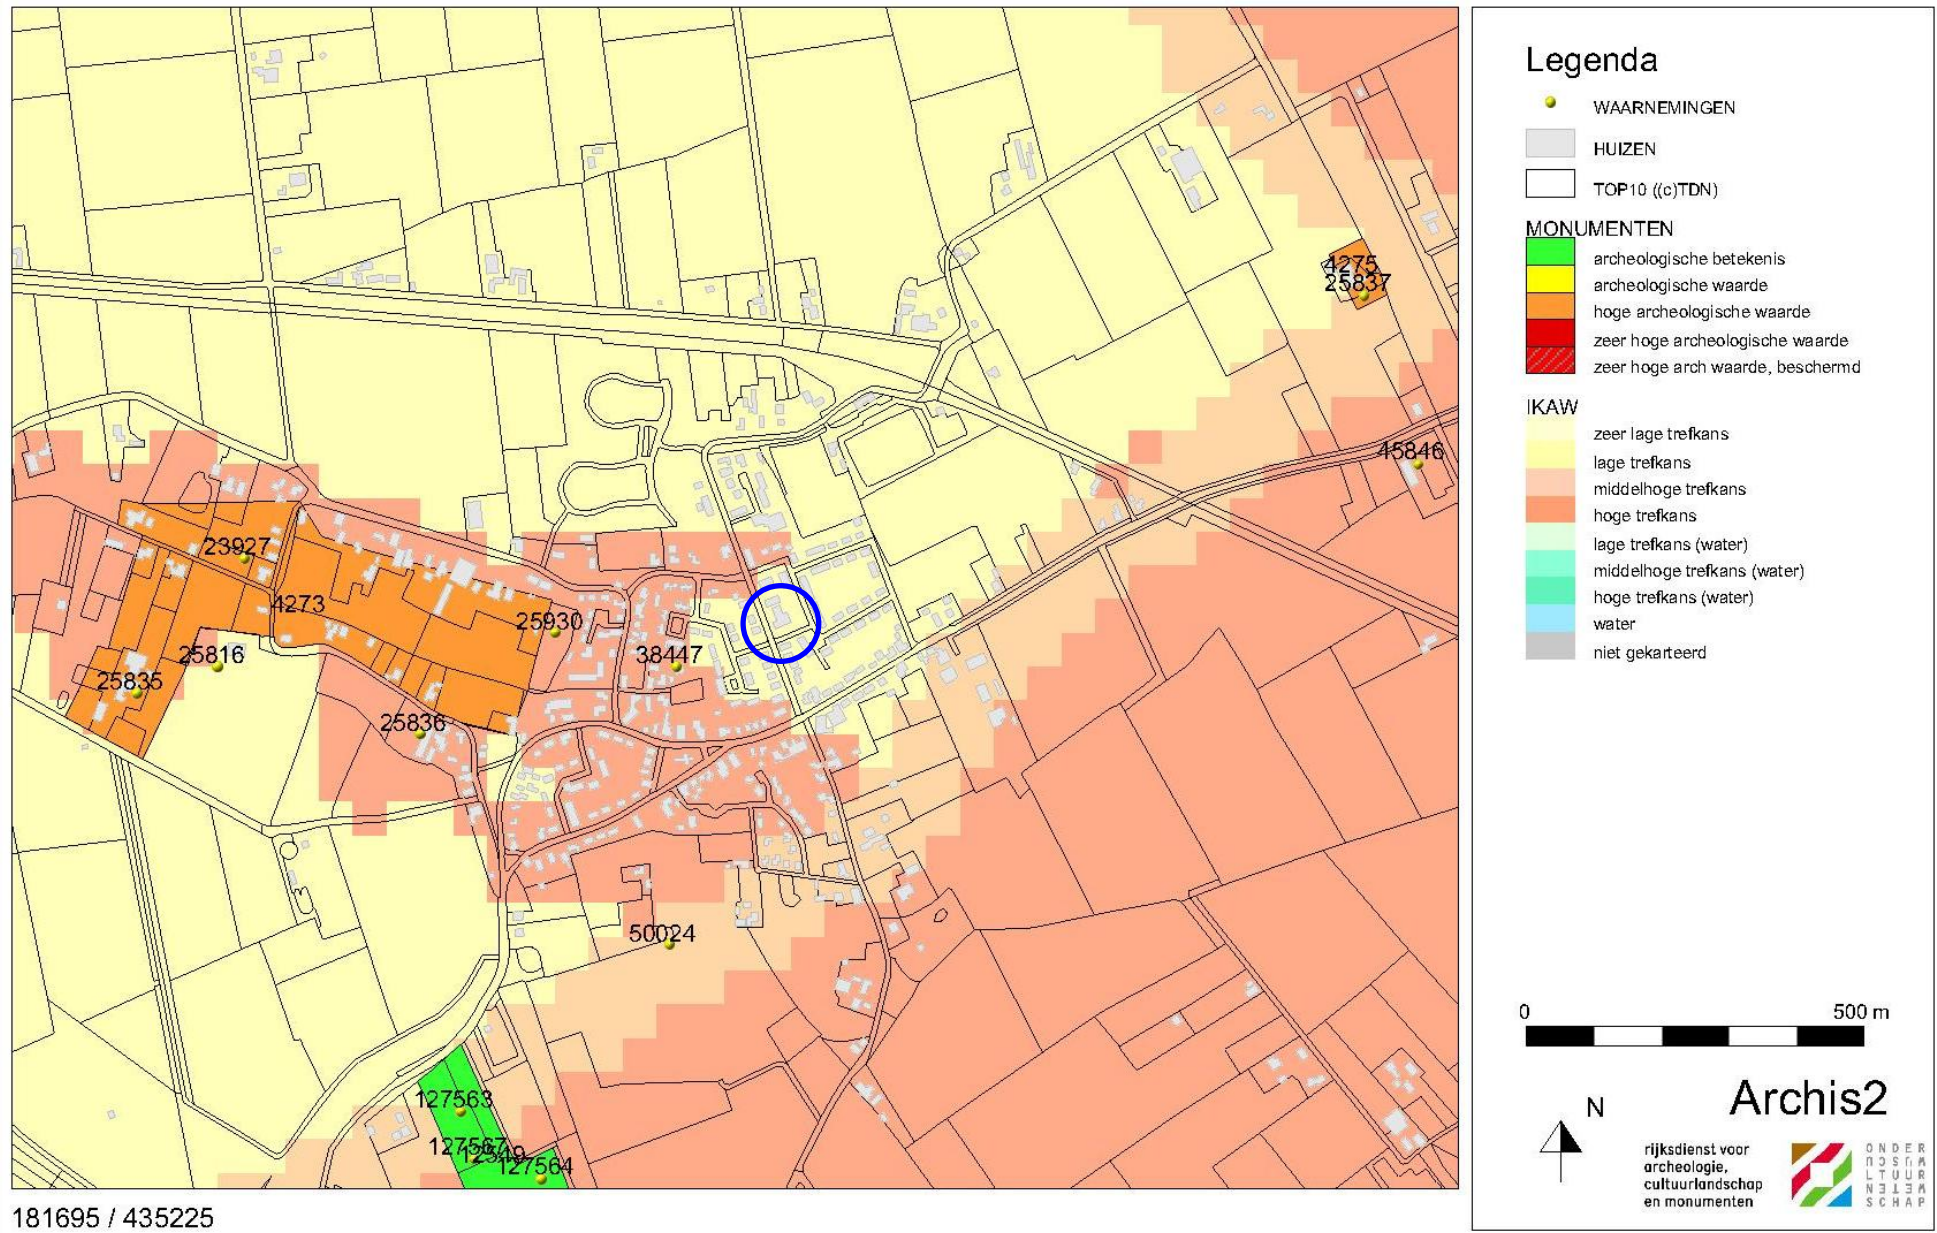 4275
25837
45846
23927
4273
25930
25816
38447
25835
25836
50024
127563
127567
12549
127564
181695 / 435225
Legenda
WAARNEMINGEN
HUIZEN
TOP10 ((c)TDN)
MONUMENTEN
archeologische betekenis
archeologische waarde
hoge archeologische waarde
zeer hoge archeologische waarde
zeer hoge arch waarde, beschermd
IKAW
zeer lage trefkans
lage trefkans
middelhoge trefkans
hoge trefkans
lage trefkans (water)
middelhoge trefkans (water)
hoge trefkans (water)
water
niet gekarteerd
0 500 m
Archis2
N
rijksdienst voor
archeologie,
cultuurlandschap
en monumenten